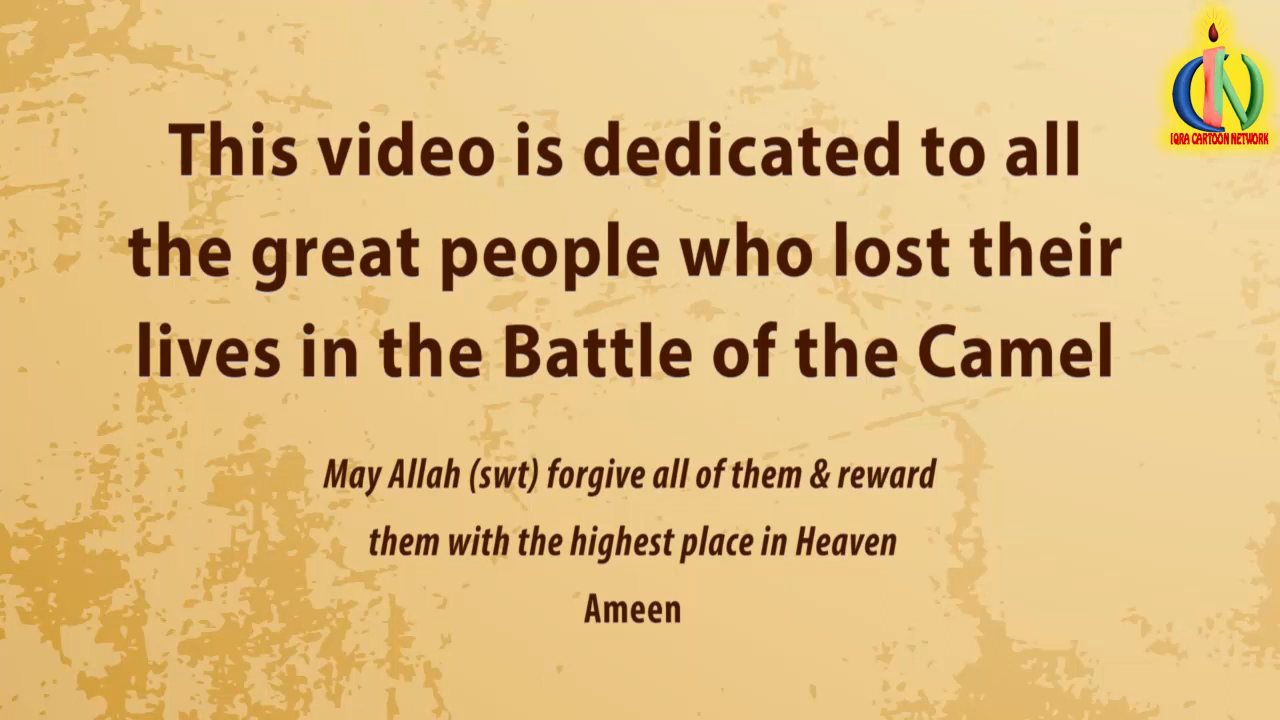 This video is dedicated to all
the great people who lost their
lives in the Battle of the Camel
May Allah (swt) forgive all of them & reward
them with the highest place in Heaven
Ameen
ICN
IQRA CARTOON NETWORK